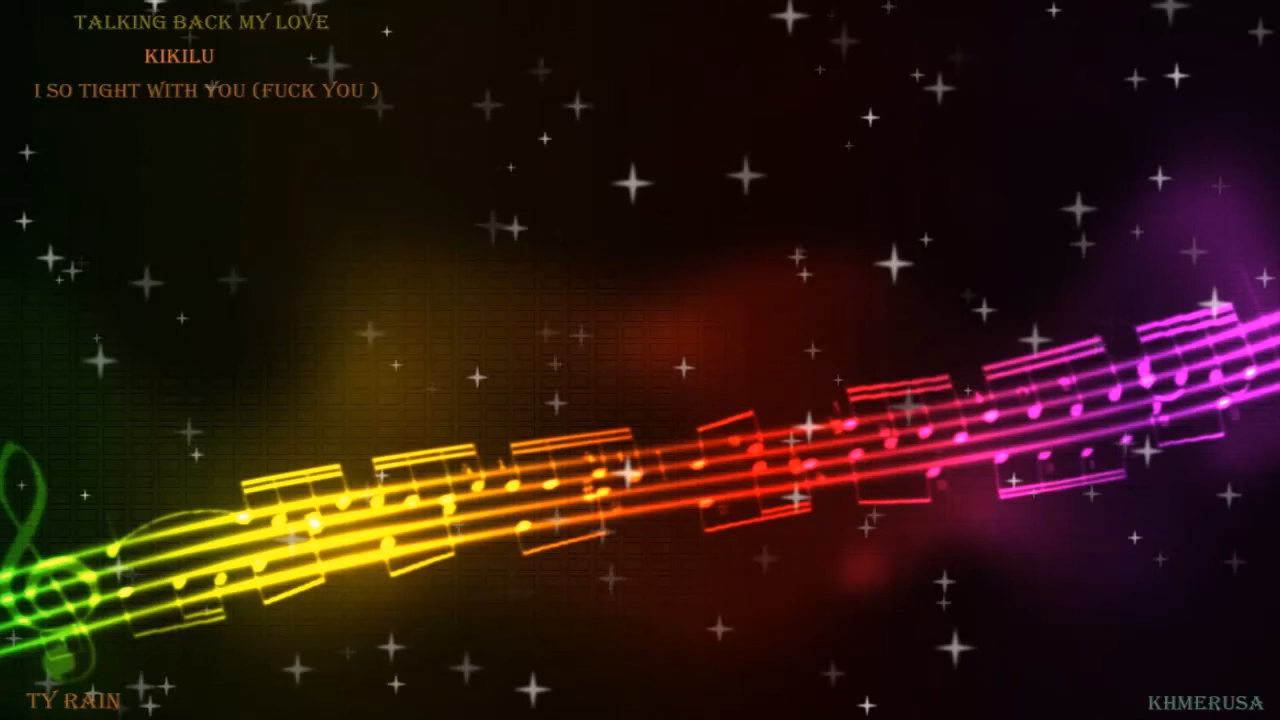 TALKING BACK MY LOVE
KIKILU
I SO TIGHT WITH YOU (FUCK YOU )
TY RAIN
KHMERUSA